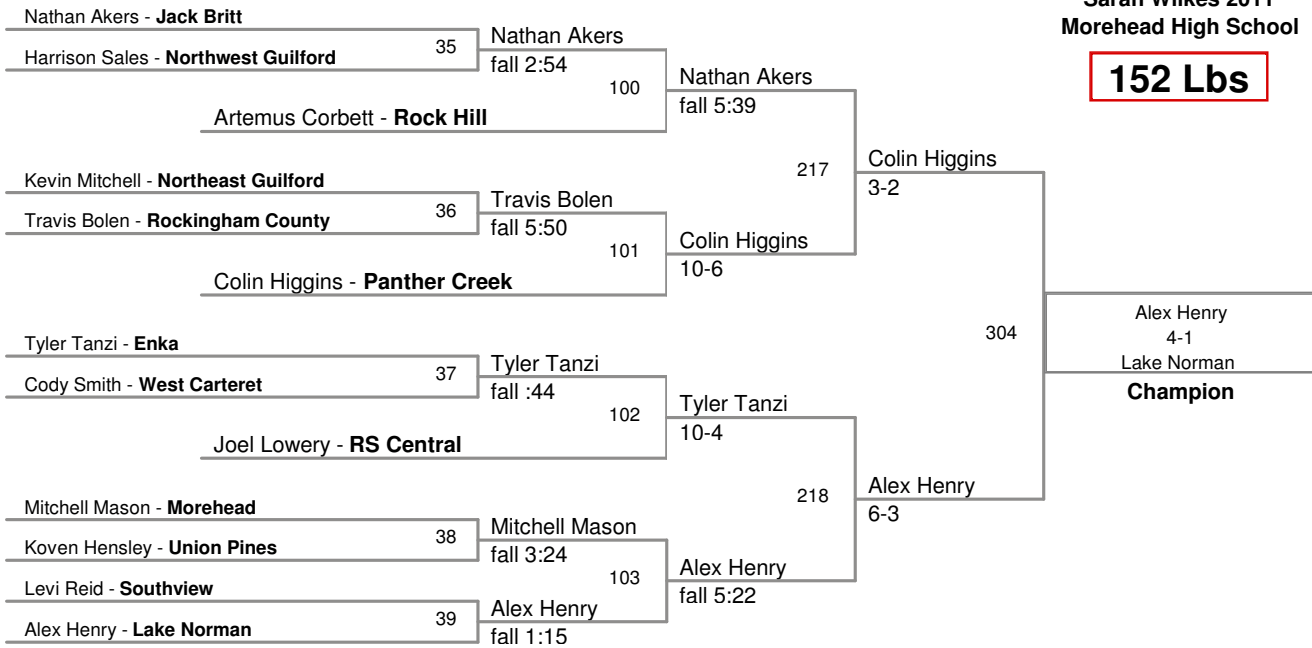 Sarah Wilkes 2011
Morehead High School
152 Lbs
Nathan Akers - Jack Britt
35
Harrison Sales - Northwest Guilford
Nathan Akers
fall 2:54
100
Artemus Corbett - Rock Hill
Nathan Akers
fall 5:39
Kevin Mitchell - Northeast Guilford
36
Travis Bolen - Rockingham County
Travis Bolen
fall 5:50
101
Colin Higgins - Panther Creek
Colin Higgins
10-6
217
Colin Higgins
3-2
Tyler Tanzi - Enka
37
Cody Smith - West Carteret
Tyler Tanzi
fall :44
102
Joel Lowery - RS Central
Tyler Tanzi
10-4
Mitchell Mason - Morehead
38
Koven Hensley - Union Pines
Mitchell Mason
fall 3:24
103
Levi Reid - Southview
39
Alex Henry - Lake Norman
Alex Henry
fall 1:15
Alex Henry
fall 5:22
218
Alex Henry
6-3
304
Alex Henry
4-1
Lake Norman
Champion